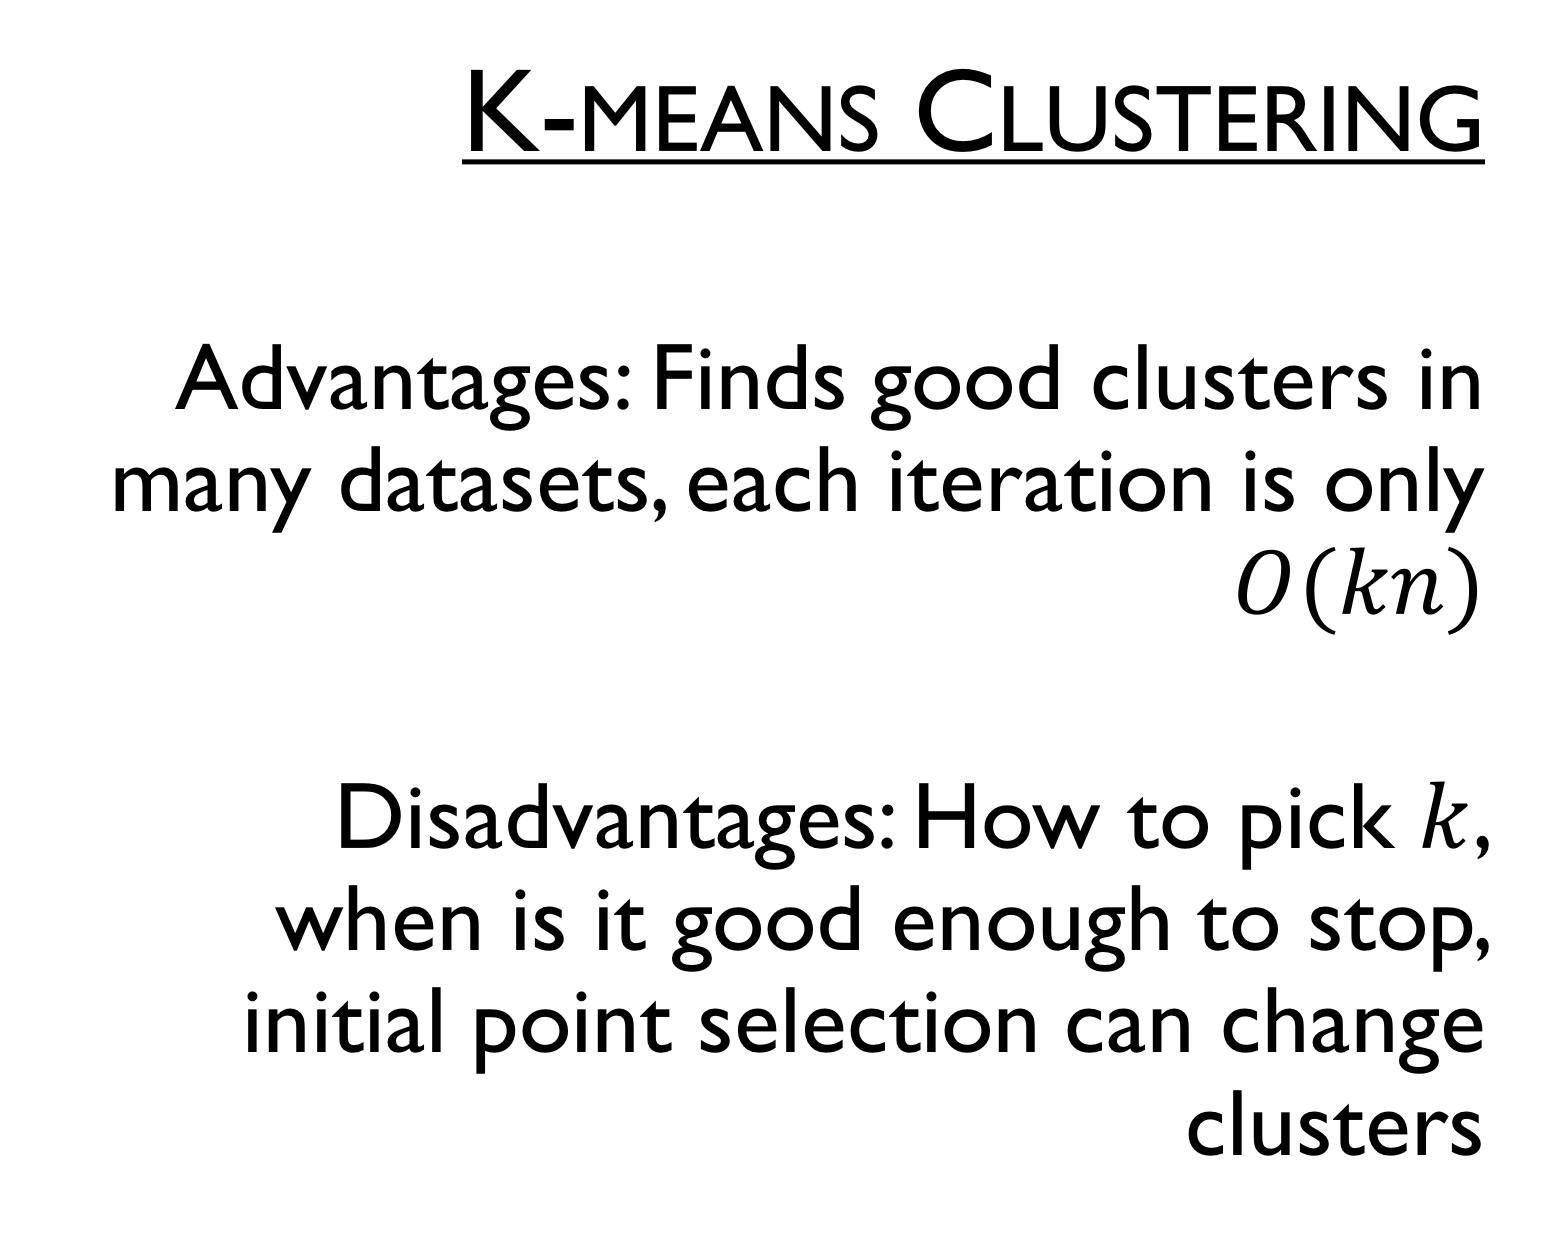 K-MEANS CLUSTERING
Advantages: Finds good clusters in
many datasets, each iteration is only
O(kn)
Disadvantages: How to pick k,
when is it good enough to stop,
initial point selection can change
clusters